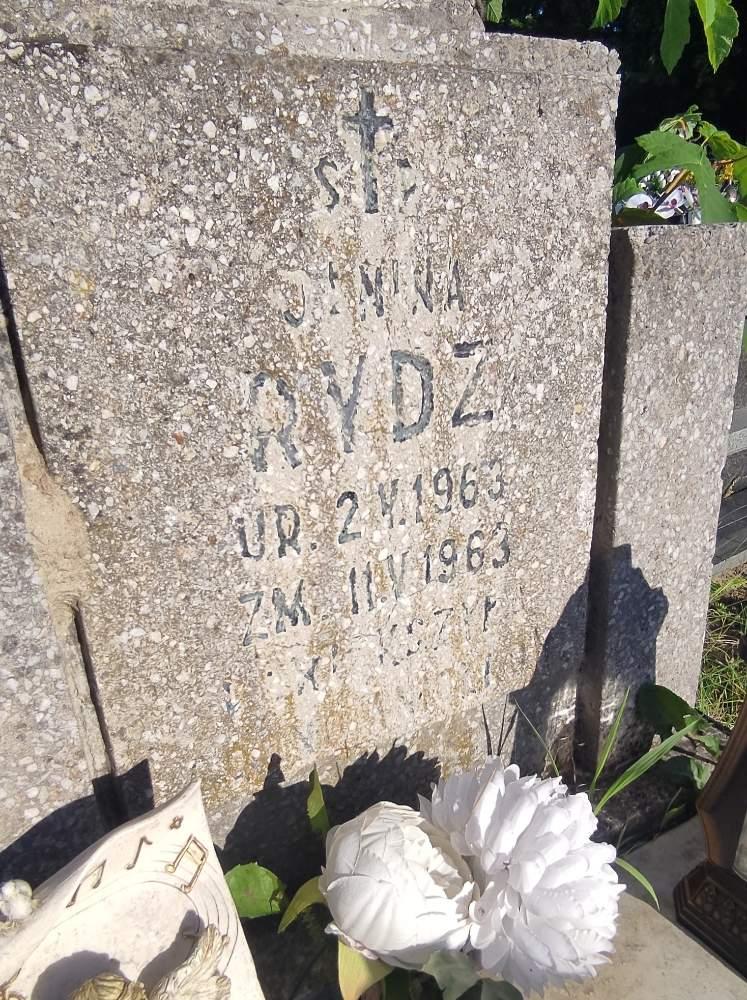 Ś P
JANINA
RYDZ
UR. 2.V.1963
ZM. 11.V.1963